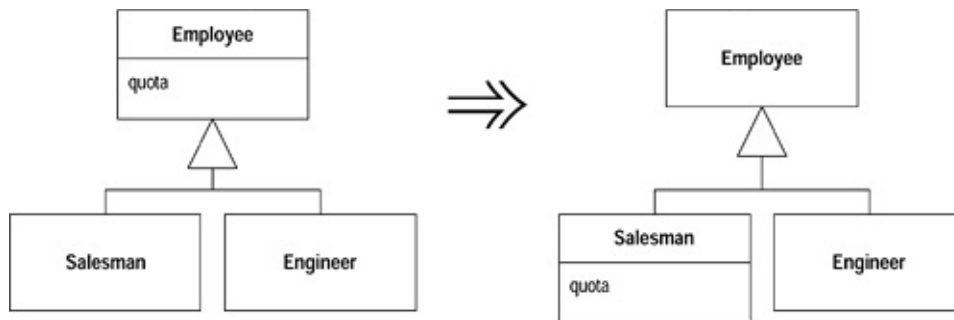 Employee
quota
Salesman
Engineer
Employee
Salesman
quota
Engineer